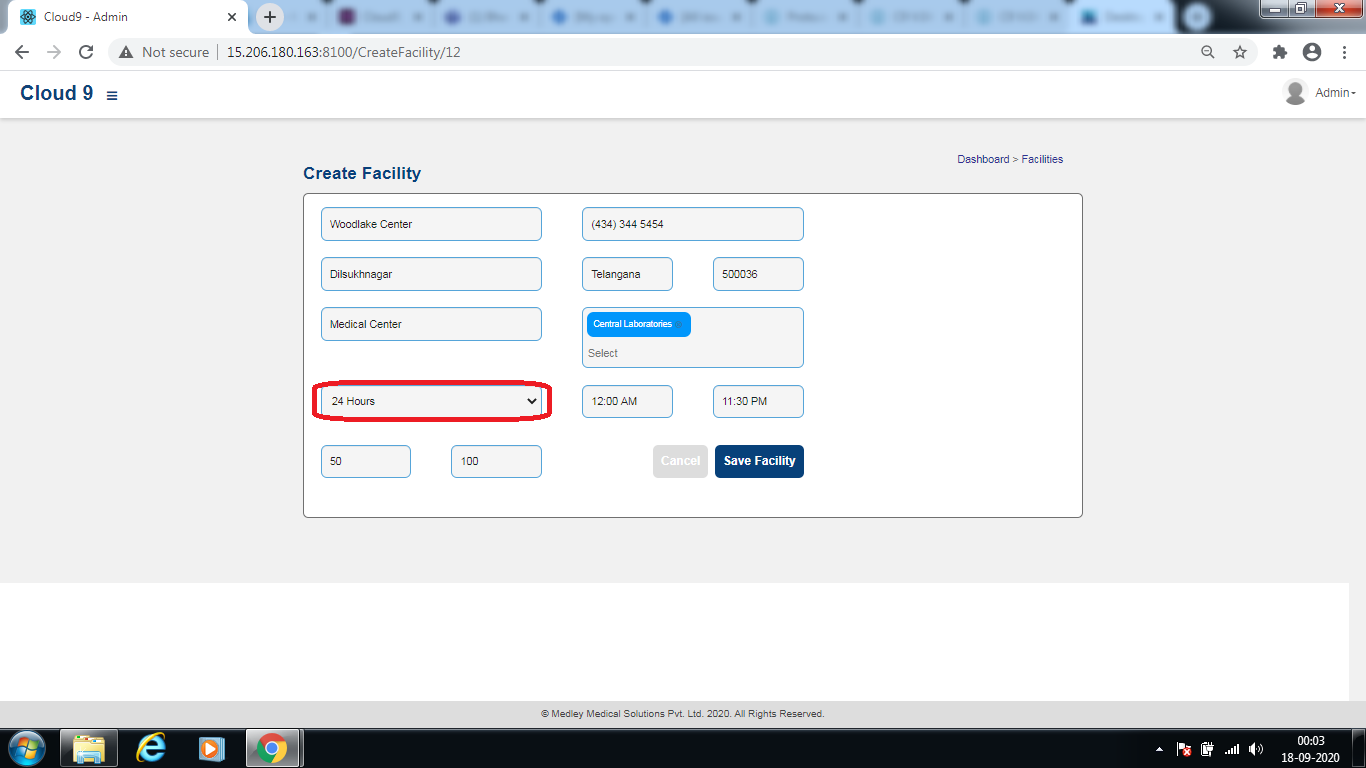 Cloud9 - Admin
Not secure 15.206.180.163:8100/CreateFacility/12
Cloud 9
Admin
Dashboard > Facilities
Create Facility
Woodlake Center (434) 344 5454
Dilsukhnagar Telangana 500036
Medical Center Central Laboratories
Select
24 Hours 12:00 AM 11:30 PM
50 100 Cancel Save Facility
© Medley Medical Solutions Pvt. Ltd. 2020. All Rights Reserved.
00:03
18-09-2020